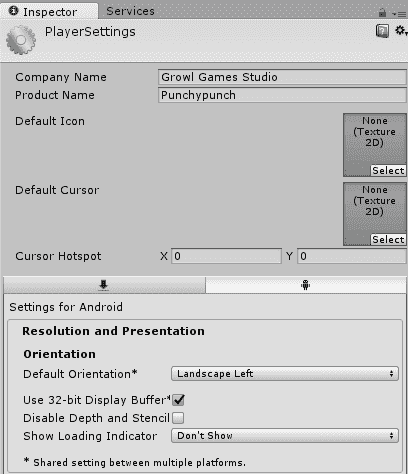 Inspector Services
PlayerSettings
Company Name Growl Games Studio
Product Name Punchypunch
Default Icon
None
(Texture
2D)
Select
Default Cursor
None
(Texture
2D)
Select
Cursor Hotspot X 0 Y 0
Settings for Android
Resolution and Presentation
Orientation
Default Orientation* Landscape Left
Use 32-bit Display Buffer*
Disable Depth and Stencil
Show Loading Indicator Don't Show
* Shared setting between multiple platforms.